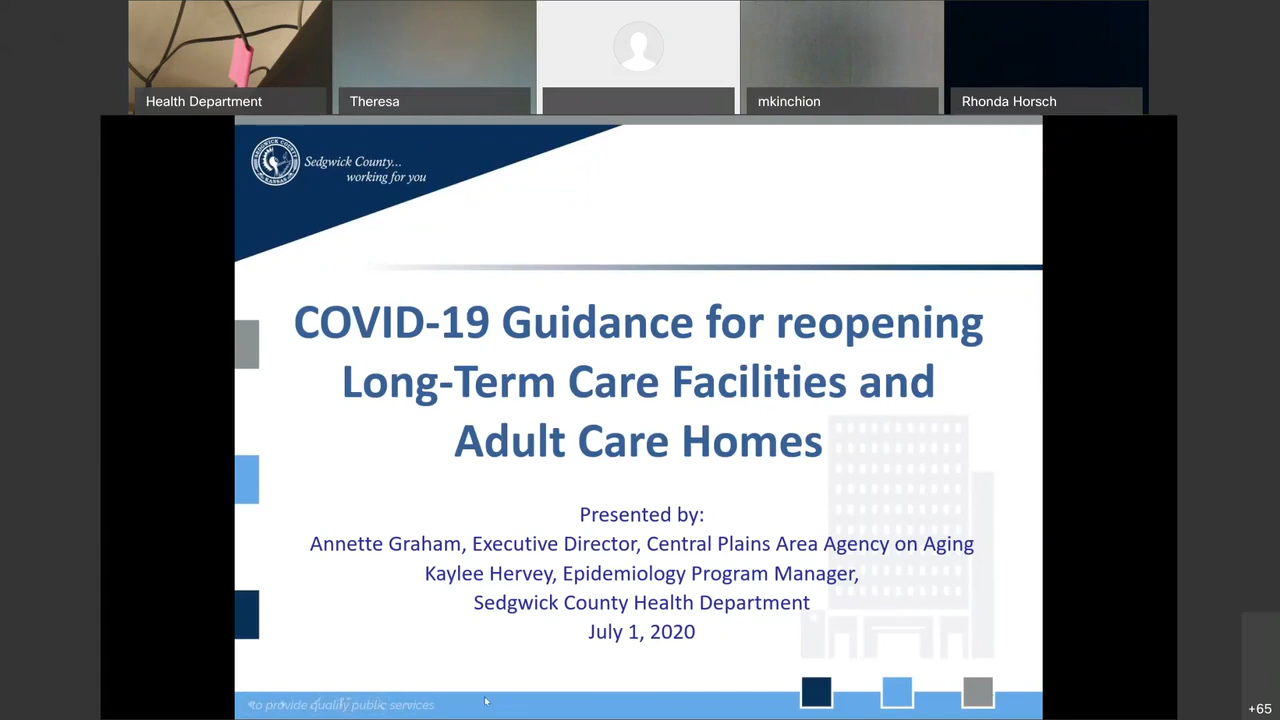 Health Department
Theresa
mkinchion
Rhonda Horsch
Sedgwick County...
working for you
COVID-19 Guidance for reopening
Long-Term Care Facilities and
Adult Care Homes
Presented by:
Annette Graham, Executive Director, Central Plains Area Agency on Aging
Kaylee Hervey, Epidemiology Program Manager,
Sedgwick County Health Department
July 1, 2020
to provide quality public services
+65